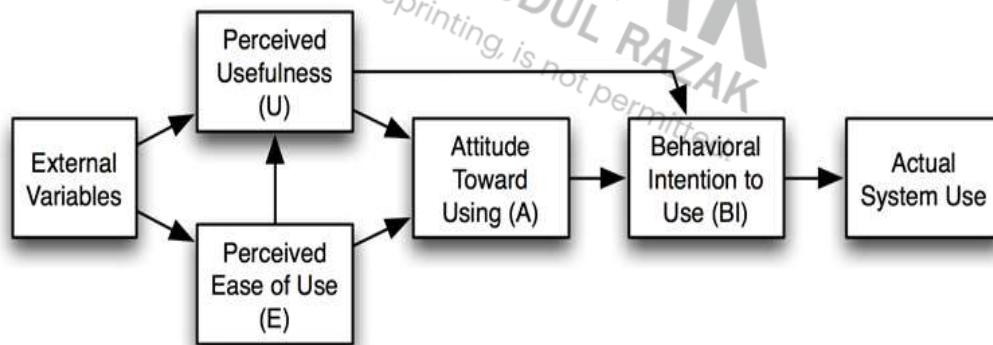 Perceived
Usefulness
(U)
External
Variables
Perceived
Ease of Use
(E)
Attitude
Toward
Using (A)
Behavioral
Intention to
Use (BI)
Actual
System Use
RAZAK
printing, is not permitted.